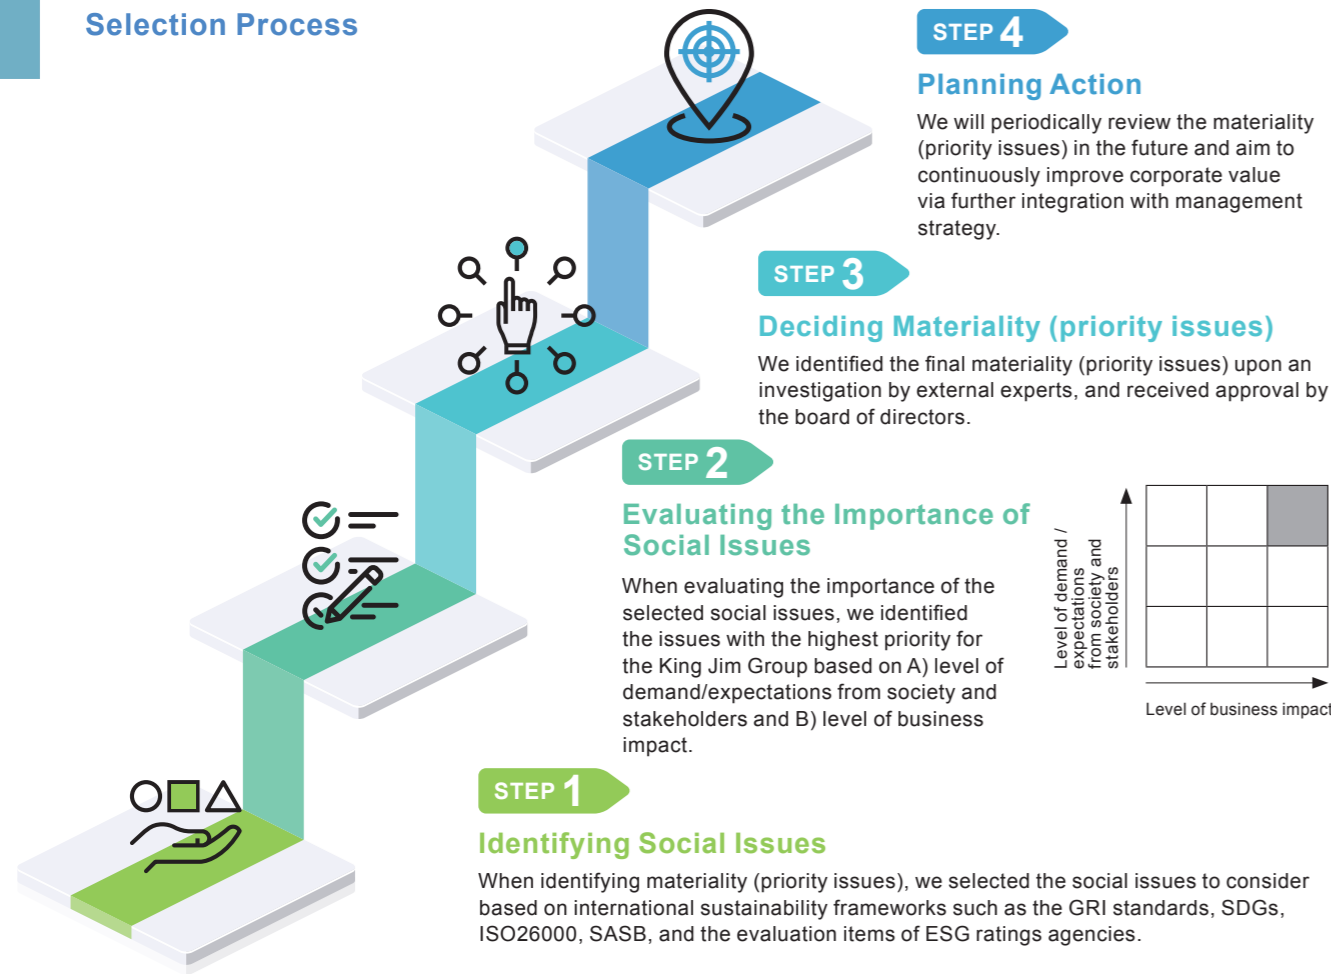 Selection Process
STEP 4
Planning Action
We will periodically review the materiality
(priority issues) in the future and aim to
continuously improve corporate value
via further integration with management
strategy.
STEP 3
Deciding Materiality (priority issues)
We identified the final materiality (priority issues) upon an
investigation by external experts, and received approval by
the board of directors.
STEP 2
Evaluating the Importance of
Social Issues
When evaluating the importance of the
selected social issues, we identified
the issues with the highest priority for
the King Jim Group based on A) level of
demand/expectations from society and
stakeholders and B) level of business
impact.
Level of demand /
expectations
from society and
stakeholders
Level of business impact
STEP 1
Identifying Social Issues
When identifying materiality (priority issues), we selected the social issues to consider
based on international sustainability frameworks such as the GRI standards, SDGs,
ISO26000, SASB, and the evaluation items of ESG ratings agencies.